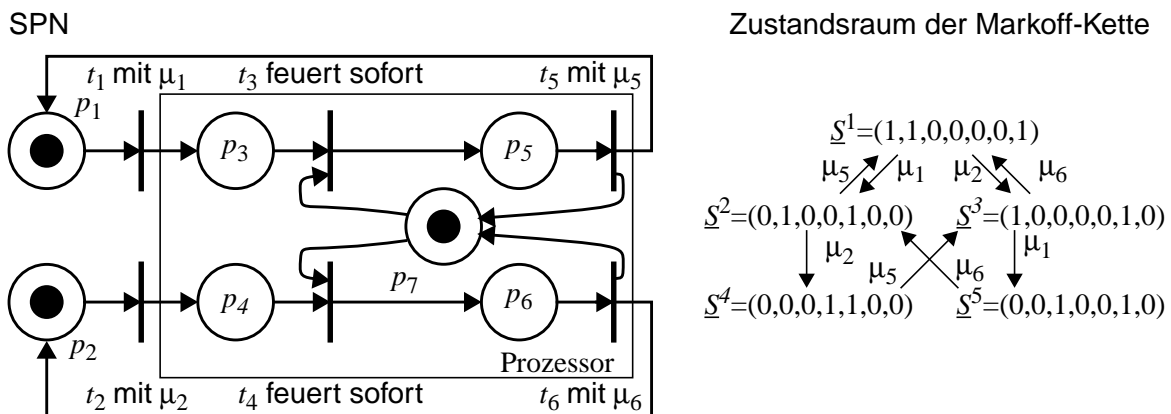 SPN
Zustandsraum der Markoff-Kette
t₁ mit μ₁
t₃ feuert sofort
t₅ mit μ₅
p₁
p₃
p₅
p₇
p₄
p₆
p₂
Prozessor
t₂ mit μ₂
t₄ feuert sofort
t₆ mit μ₆
S¹=(1,1,0,0,0,0,1)
μ₅
μ₁
μ₂
μ₆
S²=(0,1,0,0,1,0,0)
S³=(1,0,0,0,0,1,0)
μ₂
μ₅
μ₆
μ₁
S⁴=(0,0,0,1,1,0,0)
S⁵=(0,0,1,0,0,1,0)